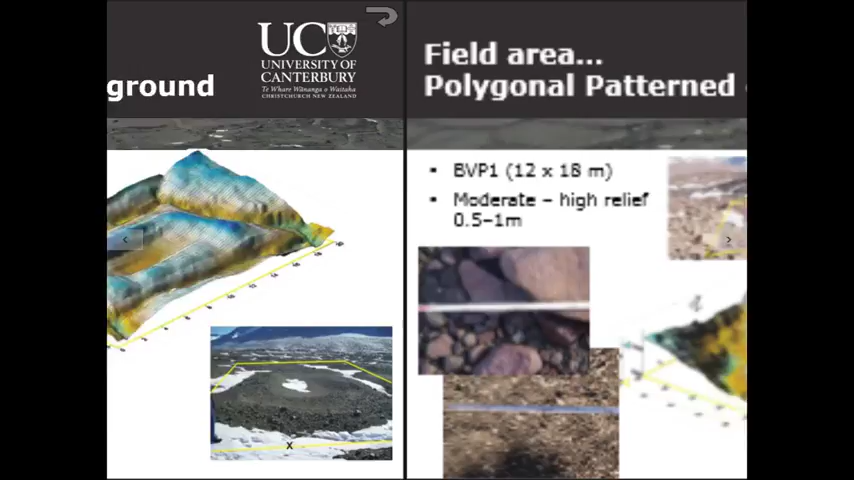 ground
UC
UNIVERSITY OF
CANTERBURY
Te Whare Wānanga o Waitaha
CHRISTCHURCH NEW ZEALAND
X
Field area...
Polygonal Patterned
▪ BVP1 (12 x 18 m)
▪ Moderate – high relief
0.5–1m